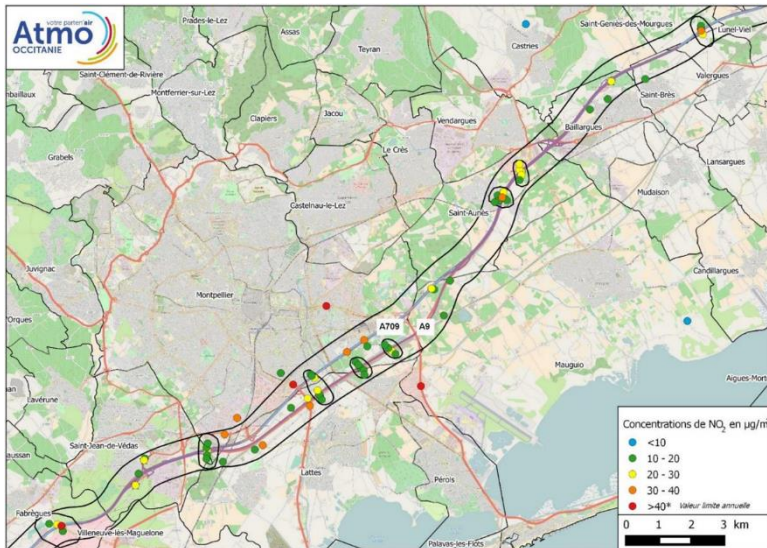 votre parten'air
Atmo
OCCITANIE
Prades-le-Lez
Assas
Saint-Geniès-des-Mourgues
Lunel-Viel
Teyran
Castries
Saint-Clément-de-Rivière
Valergues
Montferrier-sur-Lez
Saint-Brès
Clapiers
Jacou
Vendargues
Baillargues
Grabels
Le Crès
Lansargues
Mudaison
Castelnau-le-Lez
Saint-Aunès
Juvignac
Candillargues
Montpellier
A709
A9
Mauguio
Lavérune
Saint-Jean-de-Védas
Lattes
Pérols
Fabrègues
Villeneuve-lès-Maguelone
Palavas-les-Flots
Concentrations de NO₂ en µg/m³
<10
10 - 20
20 - 30
30 - 40
>40* Valeur limite annuelle
0 1 2 3 km